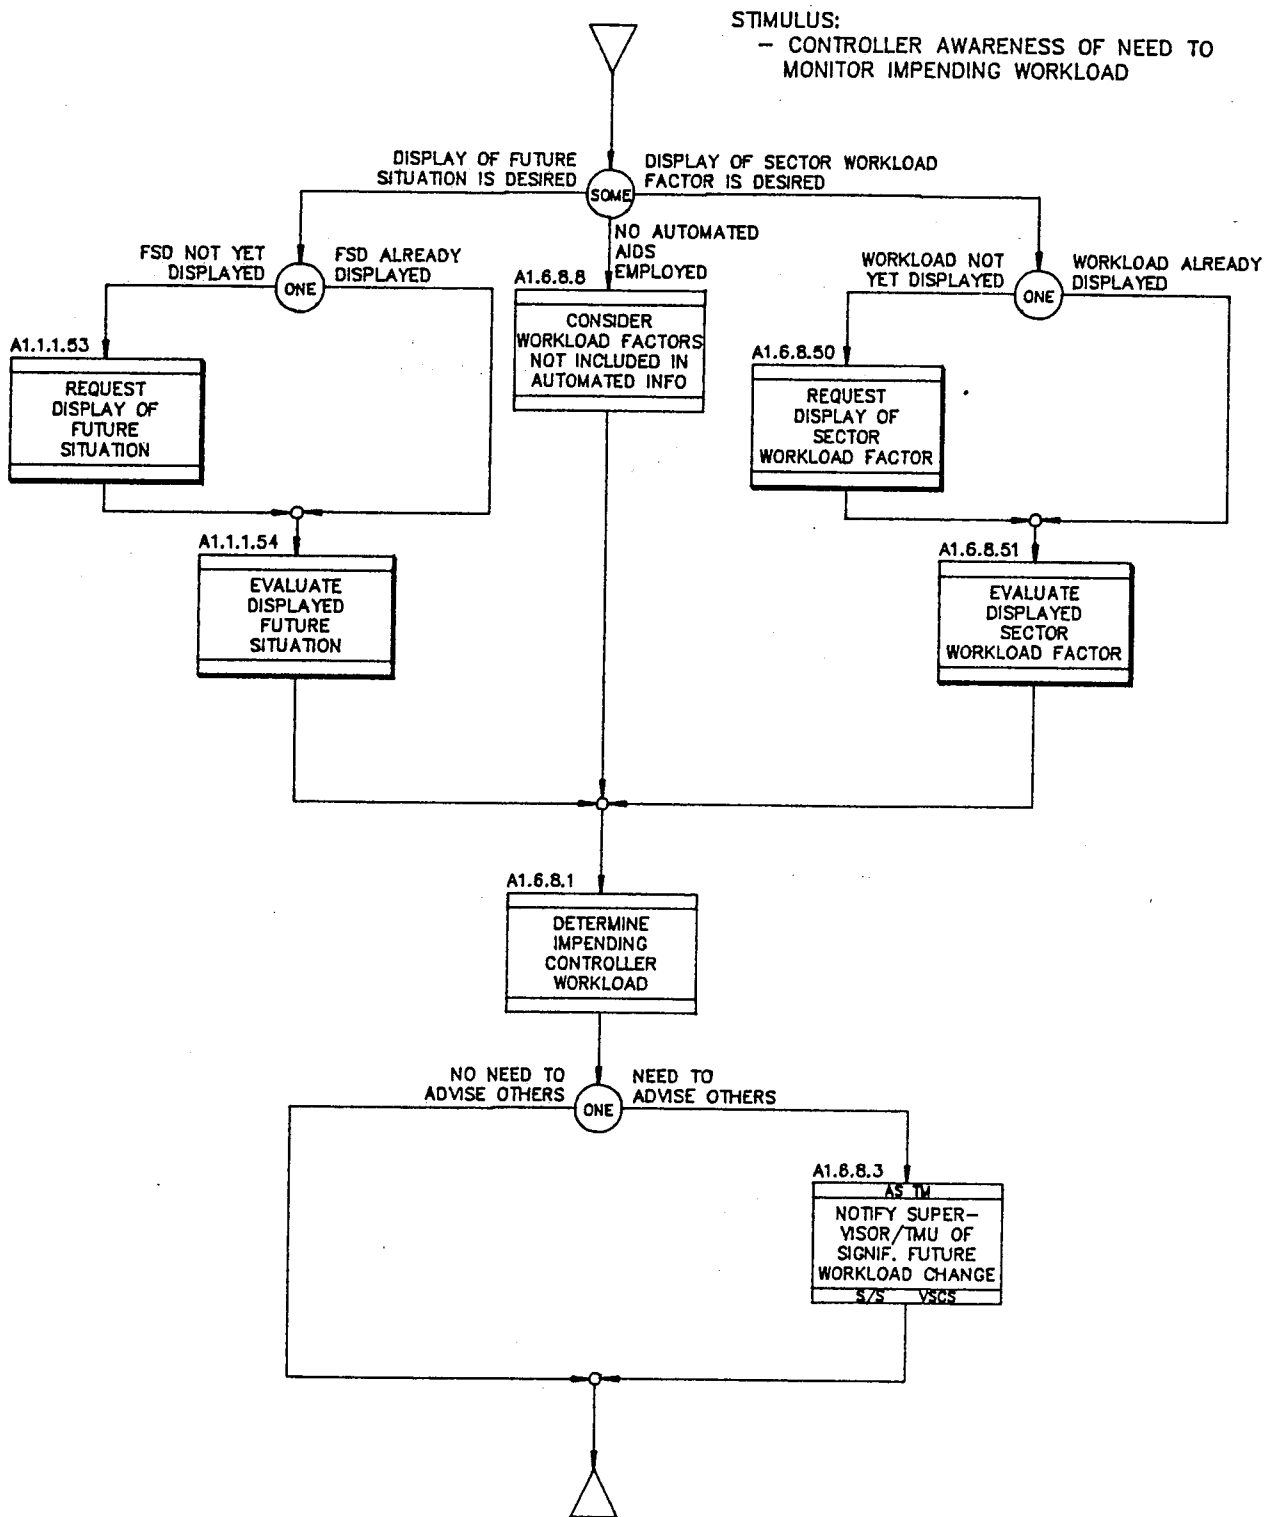 STIMULUS:
– CONTROLLER AWARENESS OF NEED TO
MONITOR IMPENDING WORKLOAD
DISPLAY OF FUTURE
SITUATION IS DESIRED
SOME
DISPLAY OF SECTOR WORKLOAD
FACTOR IS DESIRED
NO AUTOMATED
AIDS
EMPLOYED
FSD NOT YET
DISPLAYED
ONE
FSD ALREADY
DISPLAYED
WORKLOAD NOT
YET DISPLAYED
ONE
WORKLOAD ALREADY
DISPLAYED
A1.1.1.53
REQUEST
DISPLAY OF
FUTURE
SITUATION
A1.6.8.8
CONSIDER
WORKLOAD FACTORS
NOT INCLUDED IN
AUTOMATED INFO
A1.6.8.50
REQUEST
DISPLAY OF
SECTOR
WORKLOAD FACTOR
A1.1.1.54
EVALUATE
DISPLAYED
FUTURE
SITUATION
A1.6.8.51
EVALUATE
DISPLAYED
SECTOR
WORKLOAD FACTOR
A1.6.8.1
DETERMINE
IMPENDING
CONTROLLER
WORKLOAD
NO NEED TO
ADVISE OTHERS
ONE
NEED TO
ADVISE OTHERS
A1.6.8.3
AS TM
NOTIFY SUPER–
VISOR/TMU OF
SIGNIF. FUTURE
WORKLOAD CHANGE
S/S VSCS